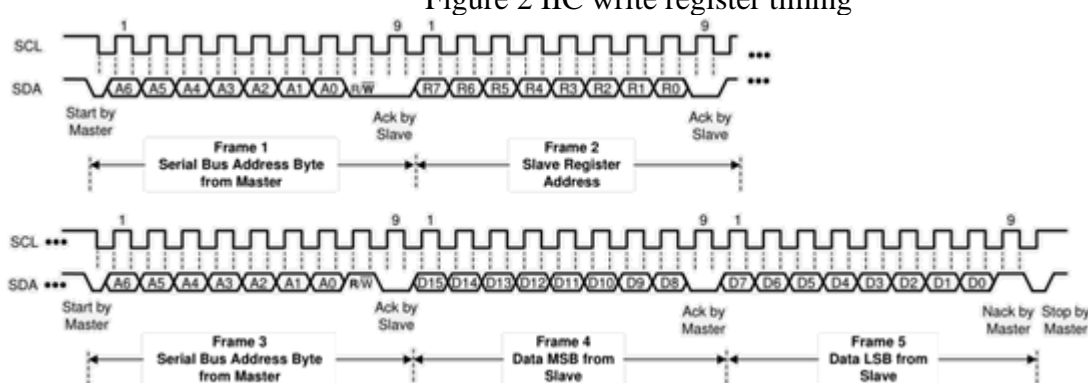 Figure 2 IIC write register timing
1 9 1 9
SCL
SDA A6 A5 A4 A3 A2 A1 A0 R/W R7 R6 R5 R4 R3 R2 R1 R0
Start by Master
Ack by Slave
Ack by Slave
Frame 1
Serial Bus Address Byte
from Master
Frame 2
Slave Register
Address
1 9 1 9 1 9
SCL
SDA A6 A5 A4 A3 A2 A1 A0 R/W D15 D14 D13 D12 D11 D10 D9 D8 D7 D6 D5 D4 D3 D2 D1 D0
Start by Master
Ack by Slave
Ack by Master
Nack by Master
Stop by Master
Frame 3
Serial Bus Address Byte
from Master
Frame 4
Data MSB from
Slave
Frame 5
Data LSB from
Slave